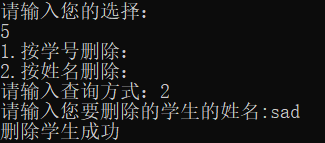 请输入您的选择：
5
1.按学号删除：
2.按姓名删除：
请输入查询方式：2
请输入您要删除的学生的姓名:sad
删除学生成功